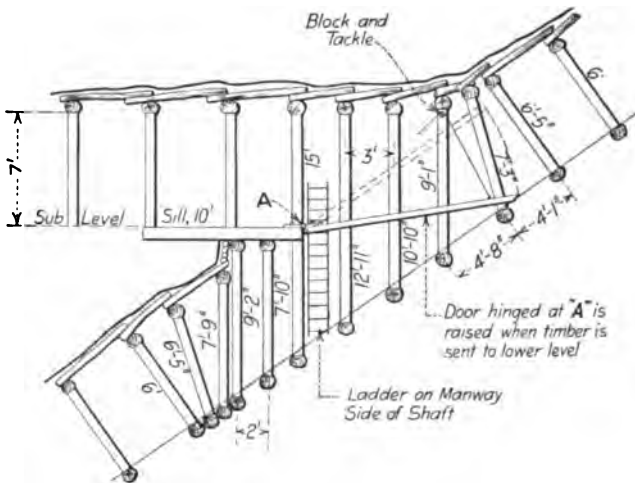 Block and
Tackle
6'
6'-5"
7'
15'
3'
9'-1"
7'-3"
A
Sub Level
Sill, 10'
4'-1"
4'-8"
10'-10"
12'-11"
7'-10"
9'-2"
7'-9"
6'-5"
6'
2'
Door hinged at "A" is
raised when timber is
sent to lower level
Ladder on Manway
Side of Shaft